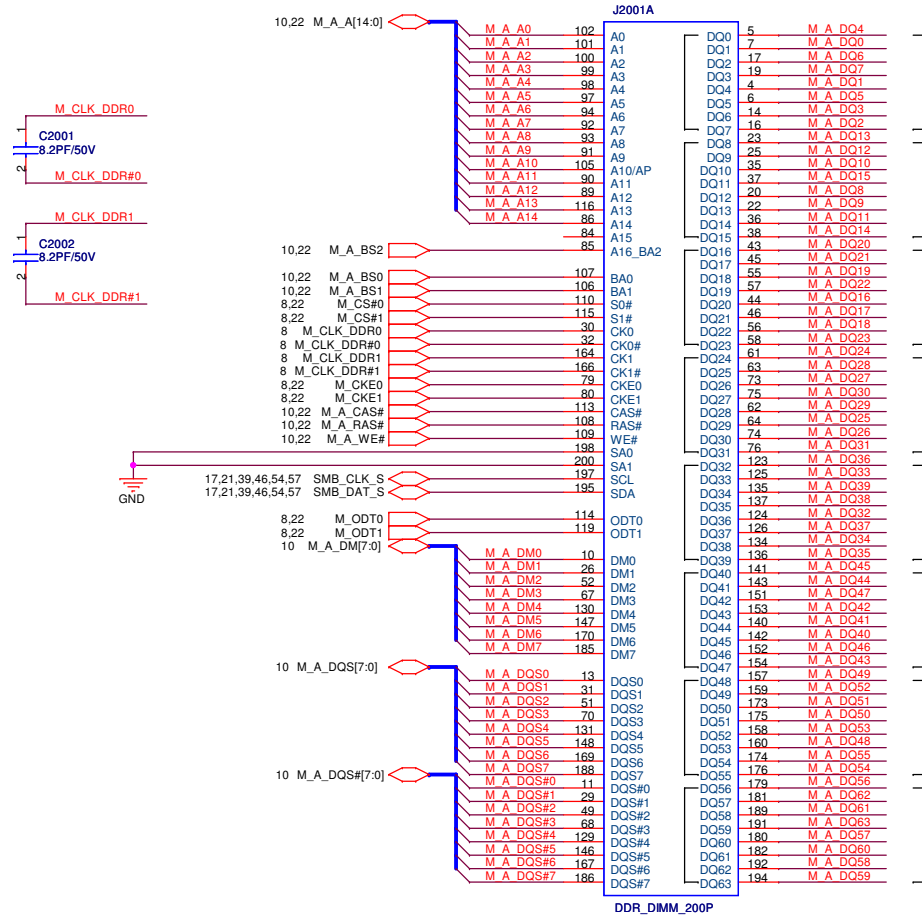 J2001A
10,22 M_A_A[14:0]
M_A_A0 102 A0 DQ0 5 M_A_DQ4
M_A_A1 101 A1 DQ1 7 M_A_DQ0
M_A_A2 100 A2 DQ2 17 M_A_DQ6
M_A_A3 99 A3 DQ3 19 M_A_DQ7
M_A_A4 98 A4 DQ4 4 M_A_DQ1
M_A_A5 97 A5 DQ5 6 M_A_DQ5
M_A_A6 94 A6 DQ6 14 M_A_DQ3
M_A_A7 92 A7 DQ7 16 M_A_DQ2
M_A_A8 93 A8 DQ8 23 M_A_DQ13
M_A_A9 91 A9 DQ9 25 M_A_DQ12
M_A_A10 105 A10/AP DQ10 35 M_A_DQ10
M_A_A11 90 A11 DQ11 37 M_A_DQ15
M_A_A12 89 A12 DQ12 20 M_A_DQ8
M_A_A13 116 A13 DQ13 22 M_A_DQ9
M_A_A14 86 A14 DQ14 36 M_A_DQ11
84 A15 DQ15 38 M_A_DQ14
10,22 M_A_BS2 85 A16_BA2 DQ16 43 M_A_DQ20
DQ17 45 M_A_DQ21
10,22 M_A_BS0 107 BA0 DQ18 55 M_A_DQ19
10,22 M_A_BS1 106 BA1 DQ19 57 M_A_DQ22
8,22 M_CS#0 110 S0# DQ20 44 M_A_DQ16
8,22 M_CS#1 115 S1# DQ21 46 M_A_DQ17
8 M_CLK_DDR0 30 CK0 DQ22 56 M_A_DQ18
8 M_CLK_DDR#0 32 CK0# DQ23 58 M_A_DQ23
8 M_CLK_DDR1 164 CK1 DQ24 61 M_A_DQ24
8 M_CLK_DDR#1 166 CK1# DQ25 63 M_A_DQ28
8,22 M_CKE0 79 CKE0 DQ26 73 M_A_DQ27
8,22 M_CKE1 80 CKE1 DQ27 75 M_A_DQ30
10,22 M_A_CAS# 113 CAS# DQ28 62 M_A_DQ29
10,22 M_A_RAS# 108 RAS# DQ29 64 M_A_DQ25
10,22 M_A_WE# 109 WE# DQ30 74 M_A_DQ26
198 SA0 DQ31 76 M_A_DQ31
200 SA1 DQ32 123 M_A_DQ36
17,21,39,46,54,57 SMB_CLK_S 197 SCL DQ33 125 M_A_DQ33
17,21,39,46,54,57 SMB_DAT_S 195 SDA DQ34 135 M_A_DQ39
GND
DQ35 137 M_A_DQ38
8,22 M_ODT0 114 ODT0 DQ36 124 M_A_DQ32
8,22 M_ODT1 119 ODT1 DQ37 126 M_A_DQ37
10 M_A_DM[7:0] DQ38 134 M_A_DQ34
M_A_DM0 10 DM0 DQ39 136 M_A_DQ35
M_A_DM1 26 DM1 DQ40 141 M_A_DQ45
M_A_DM2 52 DM2 DQ41 143 M_A_DQ44
M_A_DM3 67 DM3 DQ42 151 M_A_DQ47
M_A_DM4 130 DM4 DQ43 153 M_A_DQ42
M_A_DM5 147 DM5 DQ44 140 M_A_DQ41
M_A_DM6 170 DM6 DQ45 142 M_A_DQ40
M_A_DM7 185 DM7 DQ46 152 M_A_DQ46
10 M_A_DQS[7:0] DQ47 154 M_A_DQ43
M_A_DQS0 13 DQS0 DQ48 157 M_A_DQ49
M_A_DQS1 31 DQS1 DQ49 159 M_A_DQ52
M_A_DQS2 51 DQS2 DQ50 173 M_A_DQ51
M_A_DQS3 70 DQS3 DQ51 175 M_A_DQ50
M_A_DQS4 131 DQS4 DQ52 158 M_A_DQ53
M_A_DQS5 148 DQS5 DQ53 160 M_A_DQ48
M_A_DQS6 169 DQS6 DQ54 174 M_A_DQ55
M_A_DQS7 188 DQS7 DQ55 176 M_A_DQ54
10 M_A_DQS#[7:0]
M_A_DQS#0 11 DQS#0 DQ56 179 M_A_DQ56
M_A_DQS#1 29 DQS#1 DQ57 181 M_A_DQ62
M_A_DQS#2 49 DQS#2 DQ58 189 M_A_DQ61
M_A_DQS#3 68 DQS#3 DQ59 191 M_A_DQ63
M_A_DQS#4 129 DQS#4 DQ60 180 M_A_DQ57
M_A_DQS#5 146 DQS#5 DQ61 182 M_A_DQ60
M_A_DQS#6 167 DQS#6 DQ62 192 M_A_DQ58
M_A_DQS#7 186 DQS#7 DQ63 194 M_A_DQ59
DDR_DIMM_200P
M_CLK_DDR0
1
C2001
8.2PF/50V
2
M_CLK_DDR#0
M_CLK_DDR1
1
C2002
8.2PF/50V
2
M_CLK_DDR#1